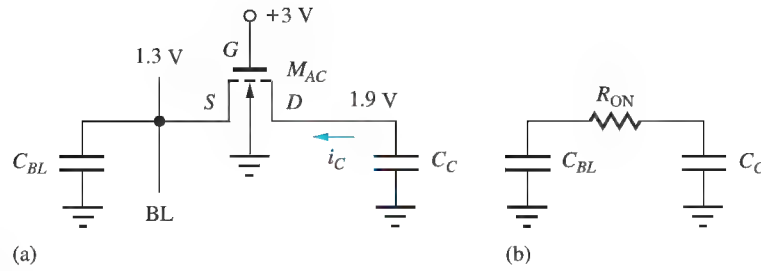 +3 V
1.3 V
G
M_AC
S
D
1.9 V
R_ON
C_BL
i_C
C_C
C_BL
C_C
BL
(a)
(b)